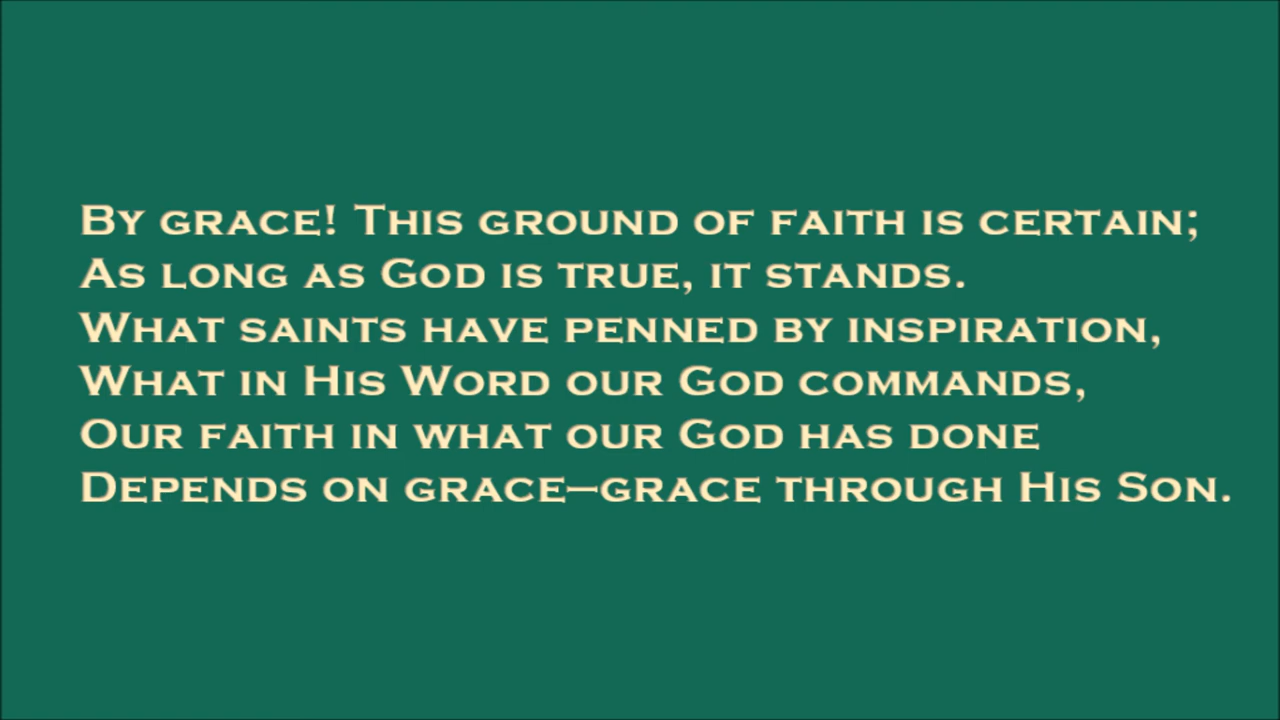 By grace! This ground of faith is certain;
As long as God is true, it stands.
What saints have penned by inspiration,
What in His Word our God commands,
Our faith in what our God has done
Depends on grace—grace through His Son.